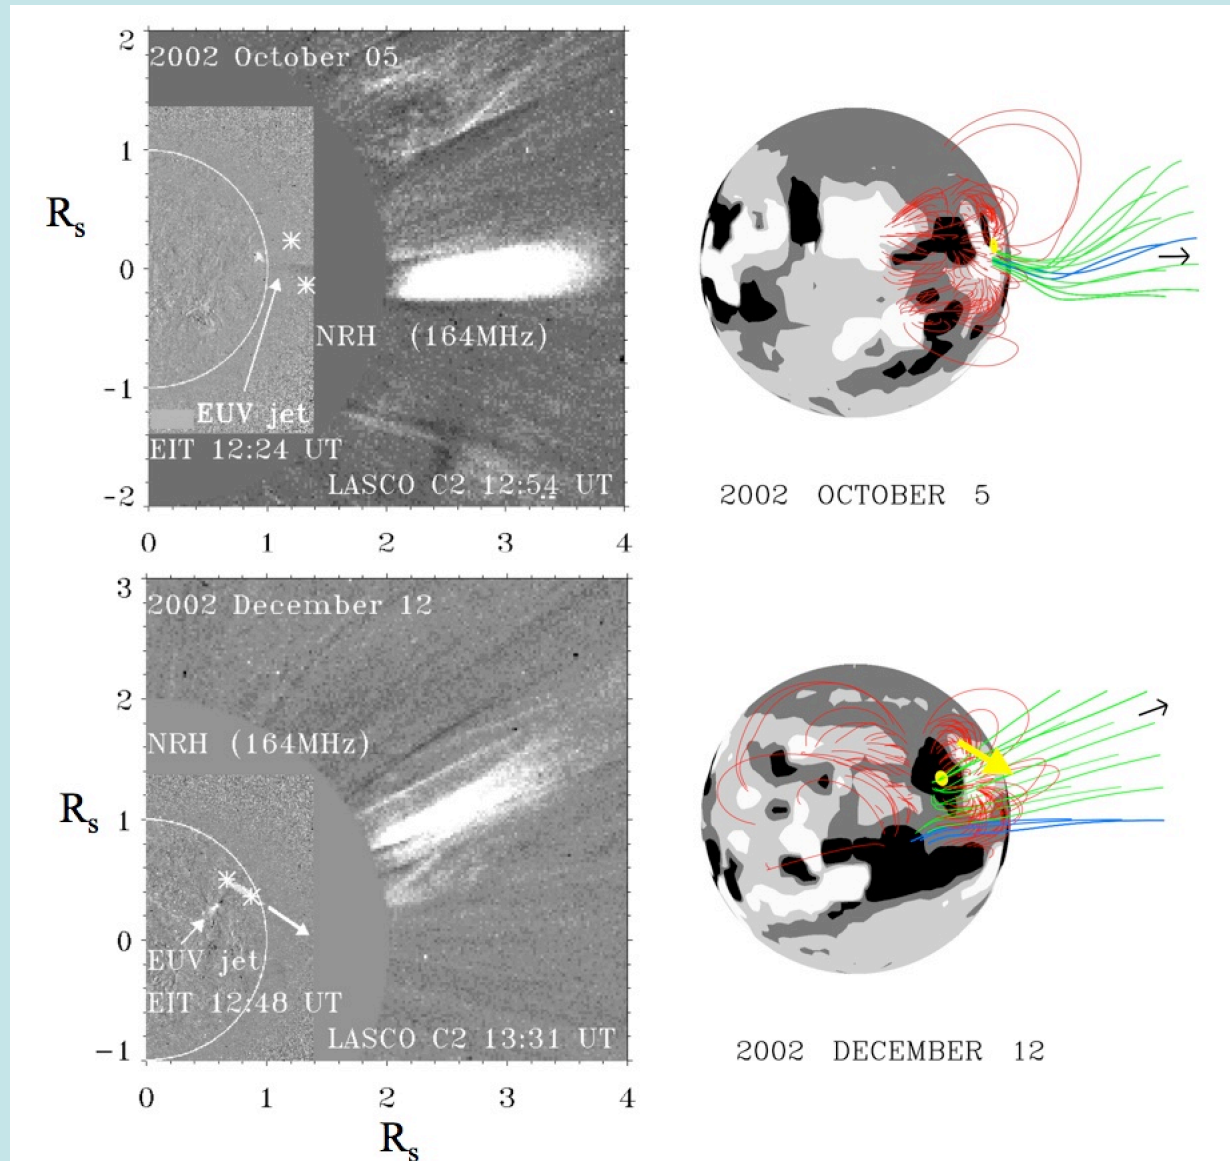 2
2002 October 05
1
R_s
0
NRH (164MHz)
-1
EUV jet
EIT 12:24 UT
LASCO C2 12:54 UT
-2
0 1 2 3 4
2002 OCTOBER 5
3
2002 December 12
2
NRH (164MHz)
R_s
1
0
EUV jet
EIT 12:48 UT
LASCO C2 13:31 UT
-1
0 1 2 3 4
R_s
2002 DECEMBER 12